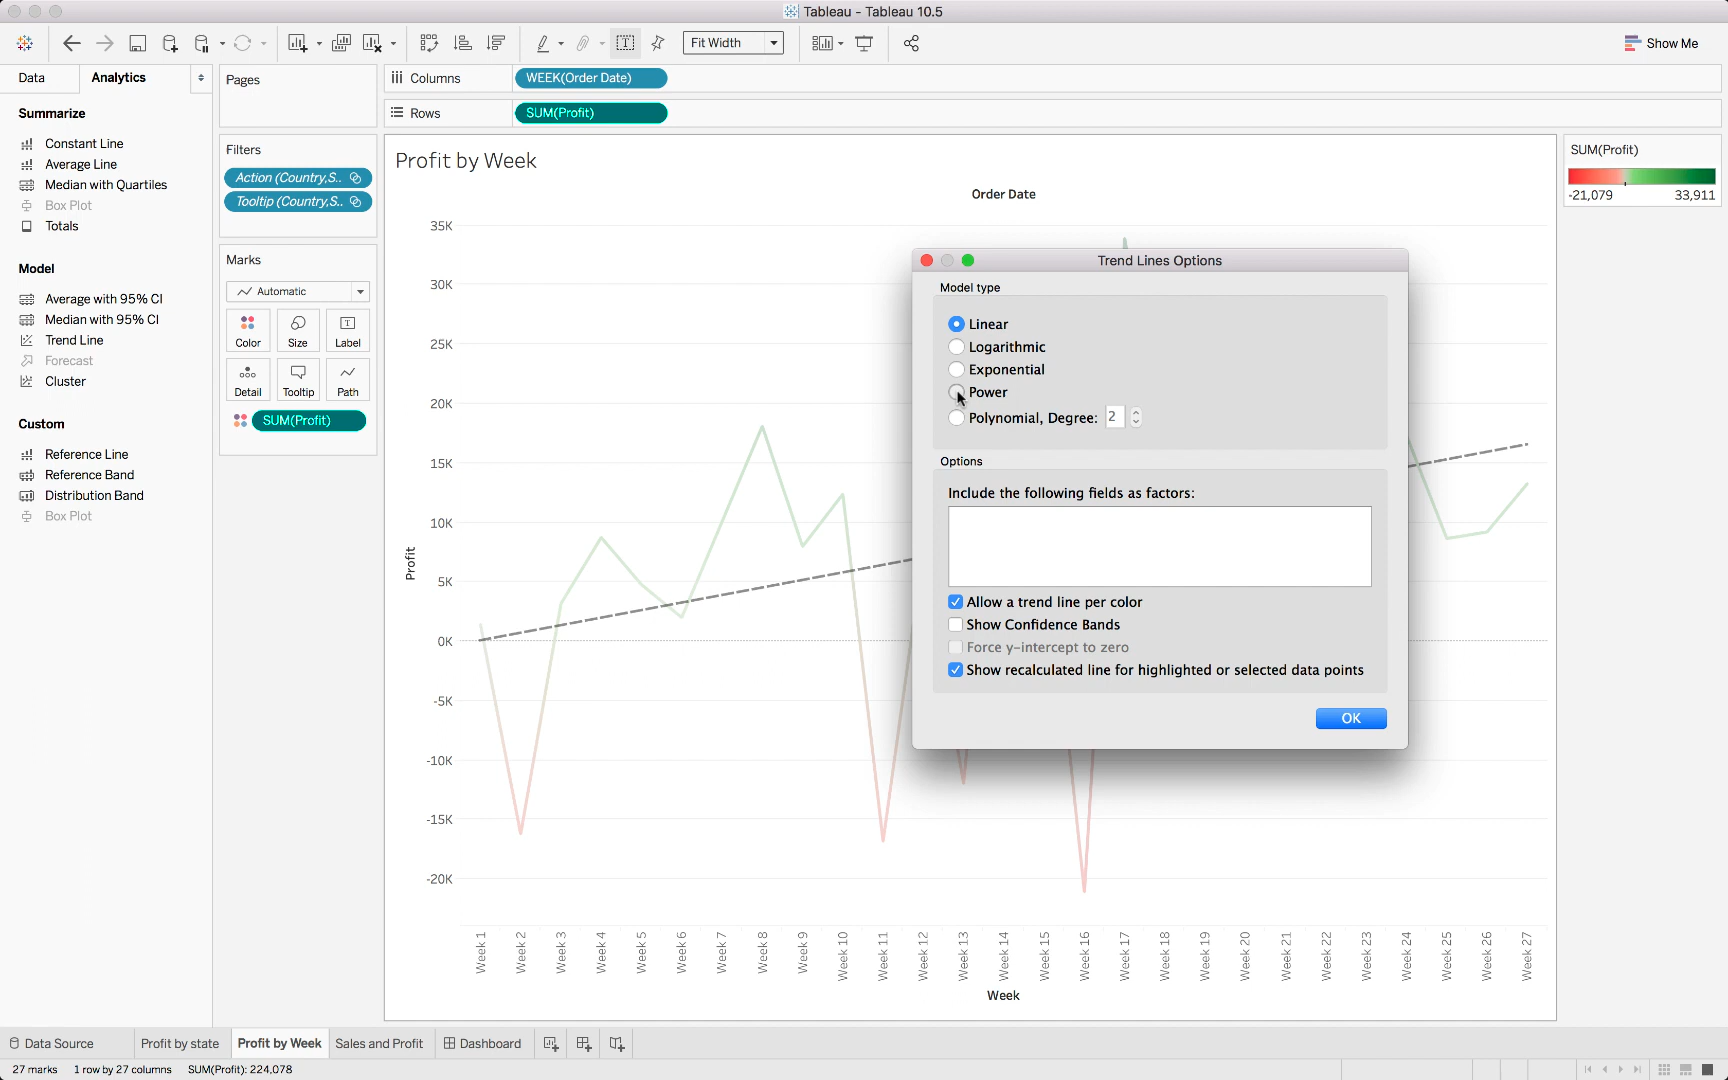 Tableau - Tableau 10.5
Fit Width
Show Me
Data
Analytics
Summarize
Constant Line
Average Line
Median with Quartiles
Box Plot
Totals
Model
Average with 95% CI
Median with 95% CI
Trend Line
Forecast
Cluster
Custom
Reference Line
Reference Band
Distribution Band
Box Plot
Pages
Filters
Action (Country,S..
Tooltip (Country,S..
Marks
Automatic
Color
Size
Label
Detail
Tooltip
Path
SUM(Profit)
Columns
WEEK(Order Date)
Rows
SUM(Profit)
Profit by Week
Order Date
35K
30K
25K
20K
15K
10K
5K
0K
-5K
-10K
-15K
-20K
Profit
Week 1
Week 2
Week 3
Week 4
Week 5
Week 6
Week 7
Week 8
Week 9
Week 10
Week 11
Week 12
Week 13
Week 14
Week 15
Week 16
Week 17
Week 18
Week 19
Week 20
Week 21
Week 22
Week 23
Week 24
Week 25
Week 26
Week 27
Week
Trend Lines Options
Model type
Linear
Logarithmic
Exponential
Power
Polynomial, Degree: 2
Options
Include the following fields as factors:
Allow a trend line per color
Show Confidence Bands
Force y-intercept to zero
Show recalculated line for highlighted or selected data points
OK
SUM(Profit)
-21,079 33,911
Data Source
Profit by state
Profit by Week
Sales and Profit
Dashboard
27 marks 1 row by 27 columns SUM(Profit): 224,078